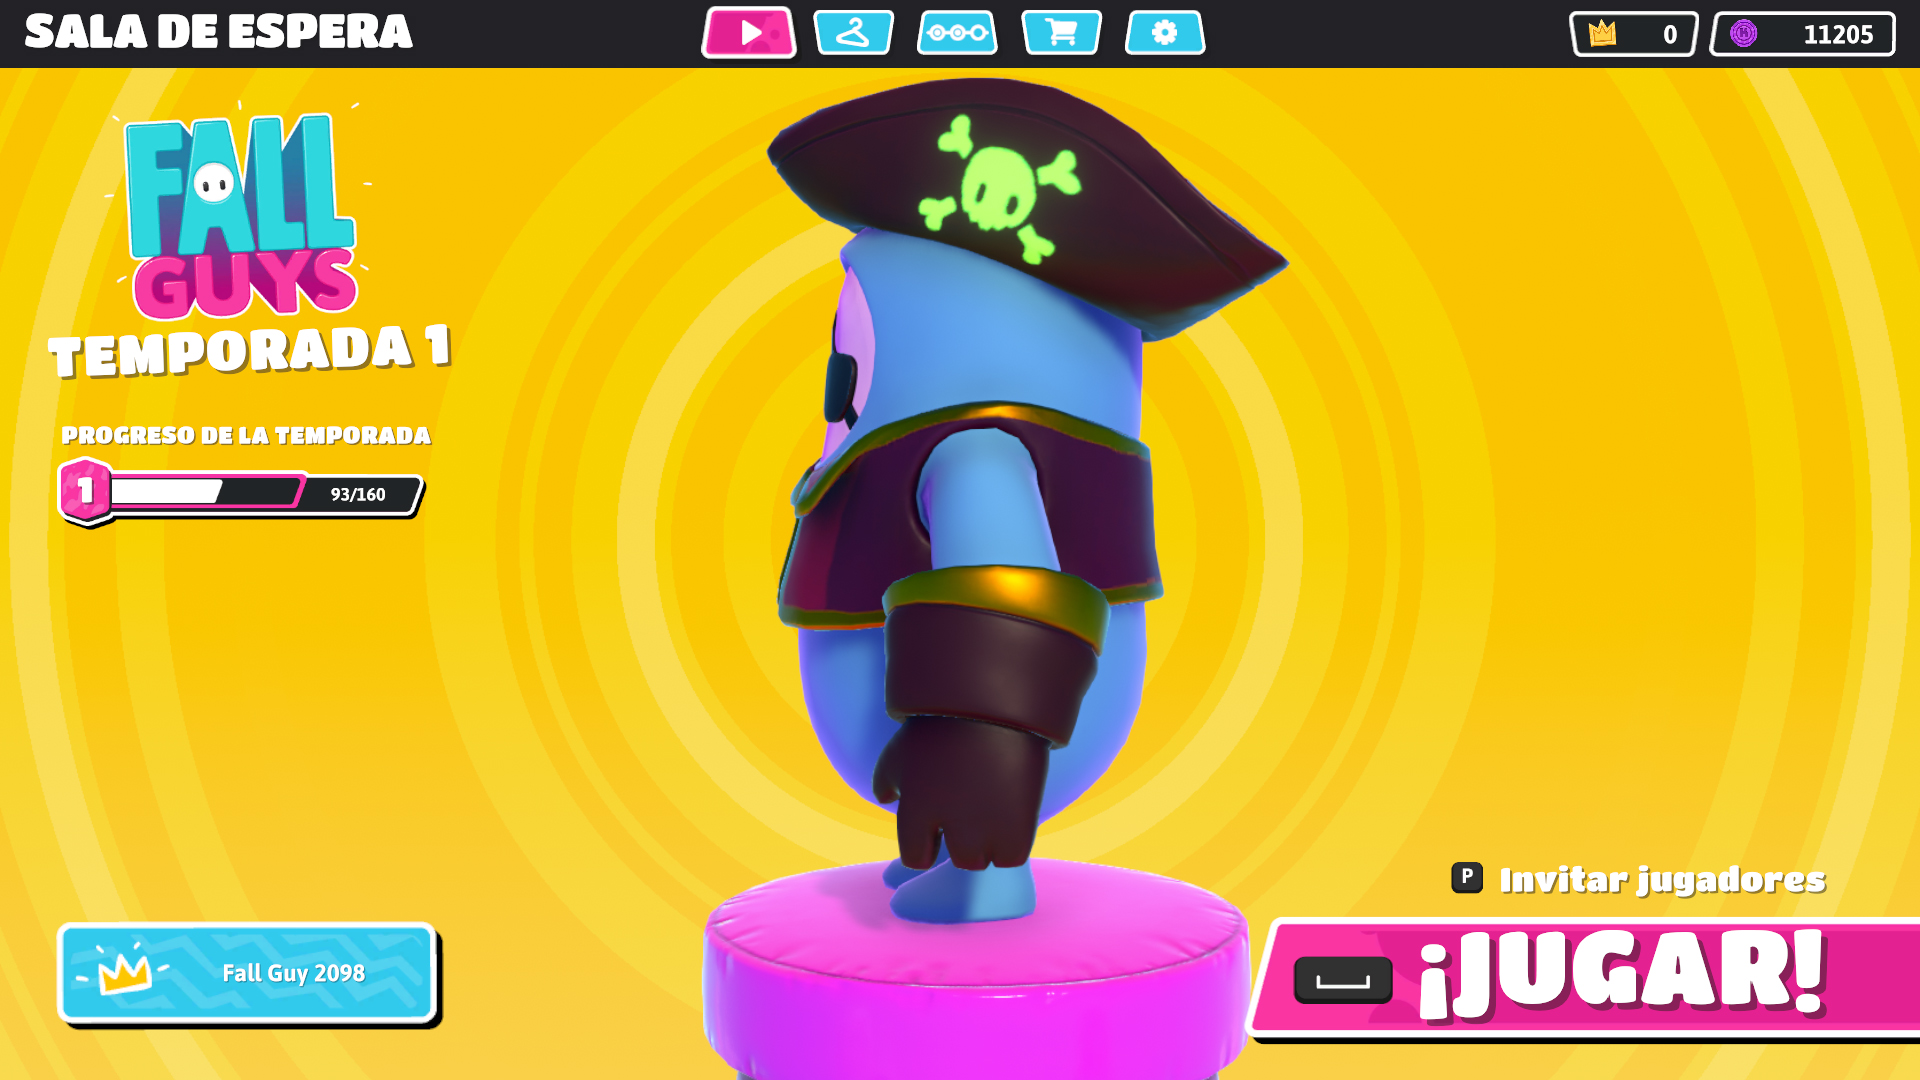 SALA DE ESPERA
0
11205
FALL
GUYS
TEMPORADA 1
PROGRESO DE LA TEMPORADA
1
93/160
P Invitar jugadores
Fall Guy 2098
¡JUGAR!